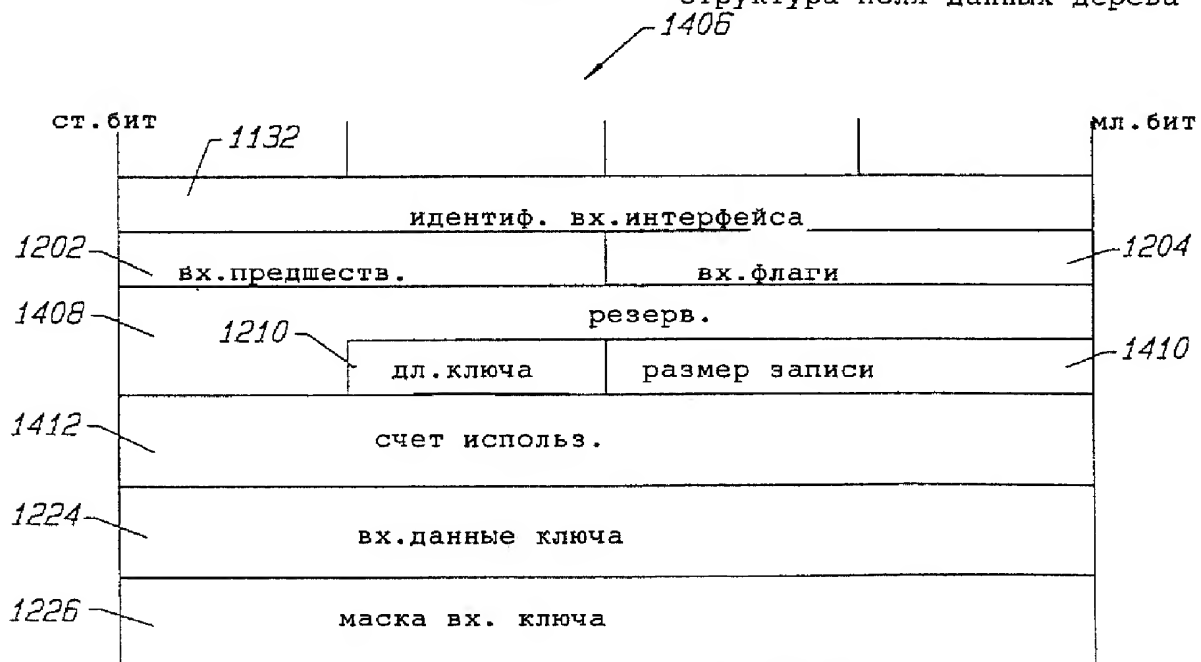 структура поля данных дерева
1406
ст.бит мл.бит
1132
идентиф. вх.интерфейса
1202 вх.предшеств. вх.флаги 1204
1408 резерв.
1210 дл.ключа размер записи 1410
1412 счет использ.
1224 вх.данные ключа
1226 маска вх. ключа